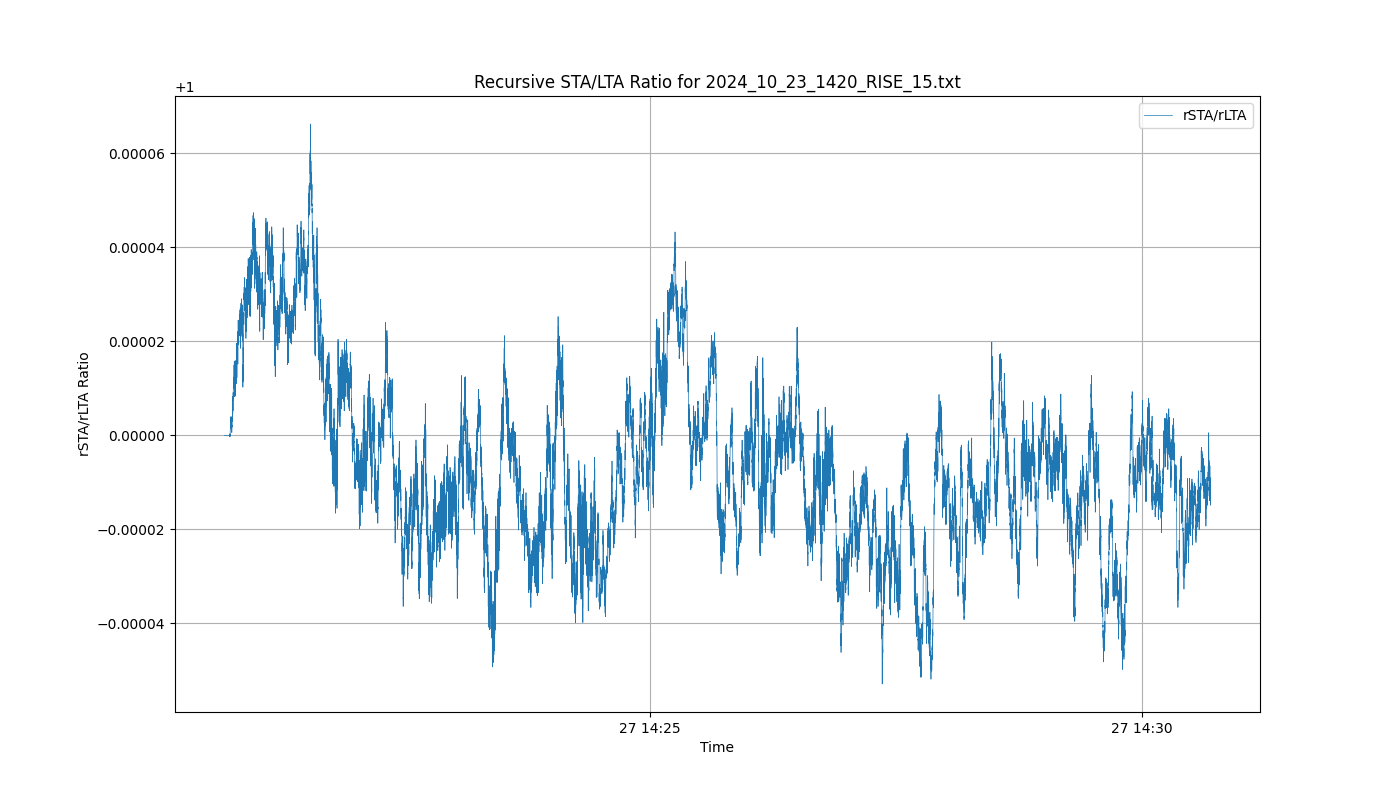 Recursive STA/LTA Ratio for 2024_10_23_1420_RISE_15.txt
+1
rSTA/rLTA
0.00006
0.00004
0.00002
0.00000
−0.00002
−0.00004
rSTA/rLTA Ratio
27 14:25
27 14:30
Time